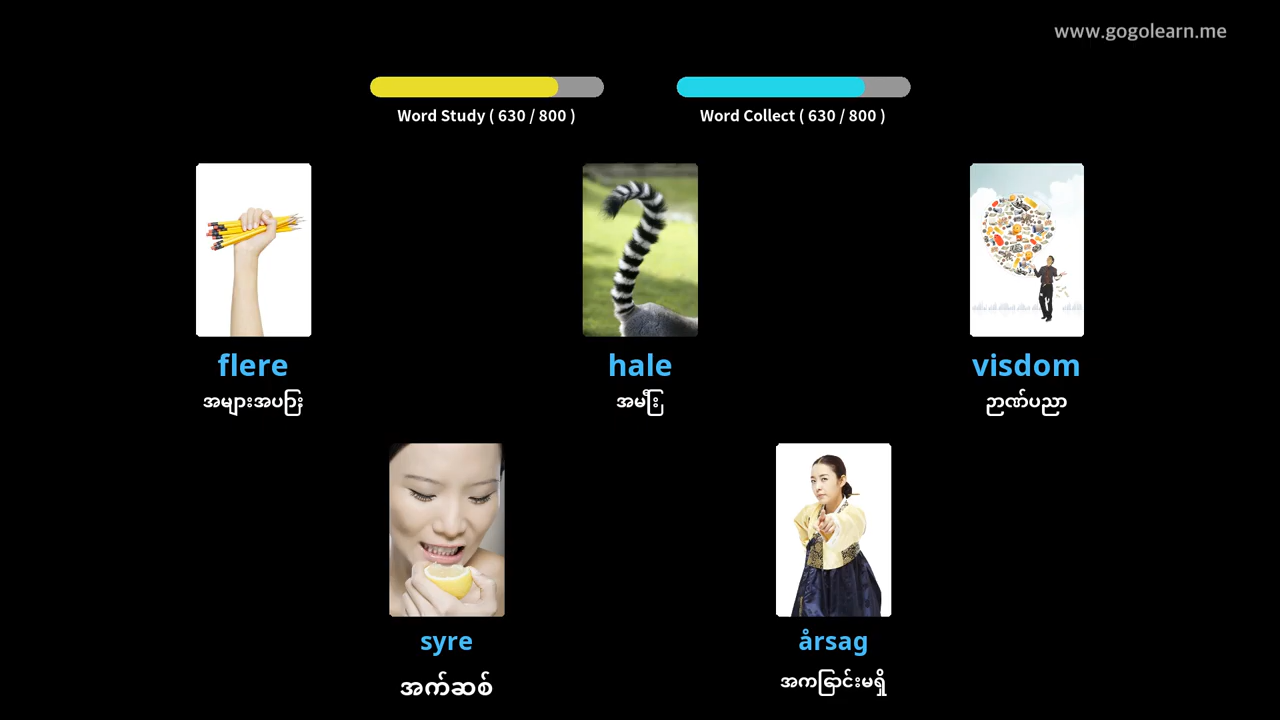 www.gogolearn.me
Word Study ( 630 / 800 )
Word Collect ( 630 / 800 )
flere
hale
visdom
အများအပြား
အမြီး
ဉာဏ်ပညာ
syre
årsag
အက်ဆစ်
အကြောင်းမရှိ